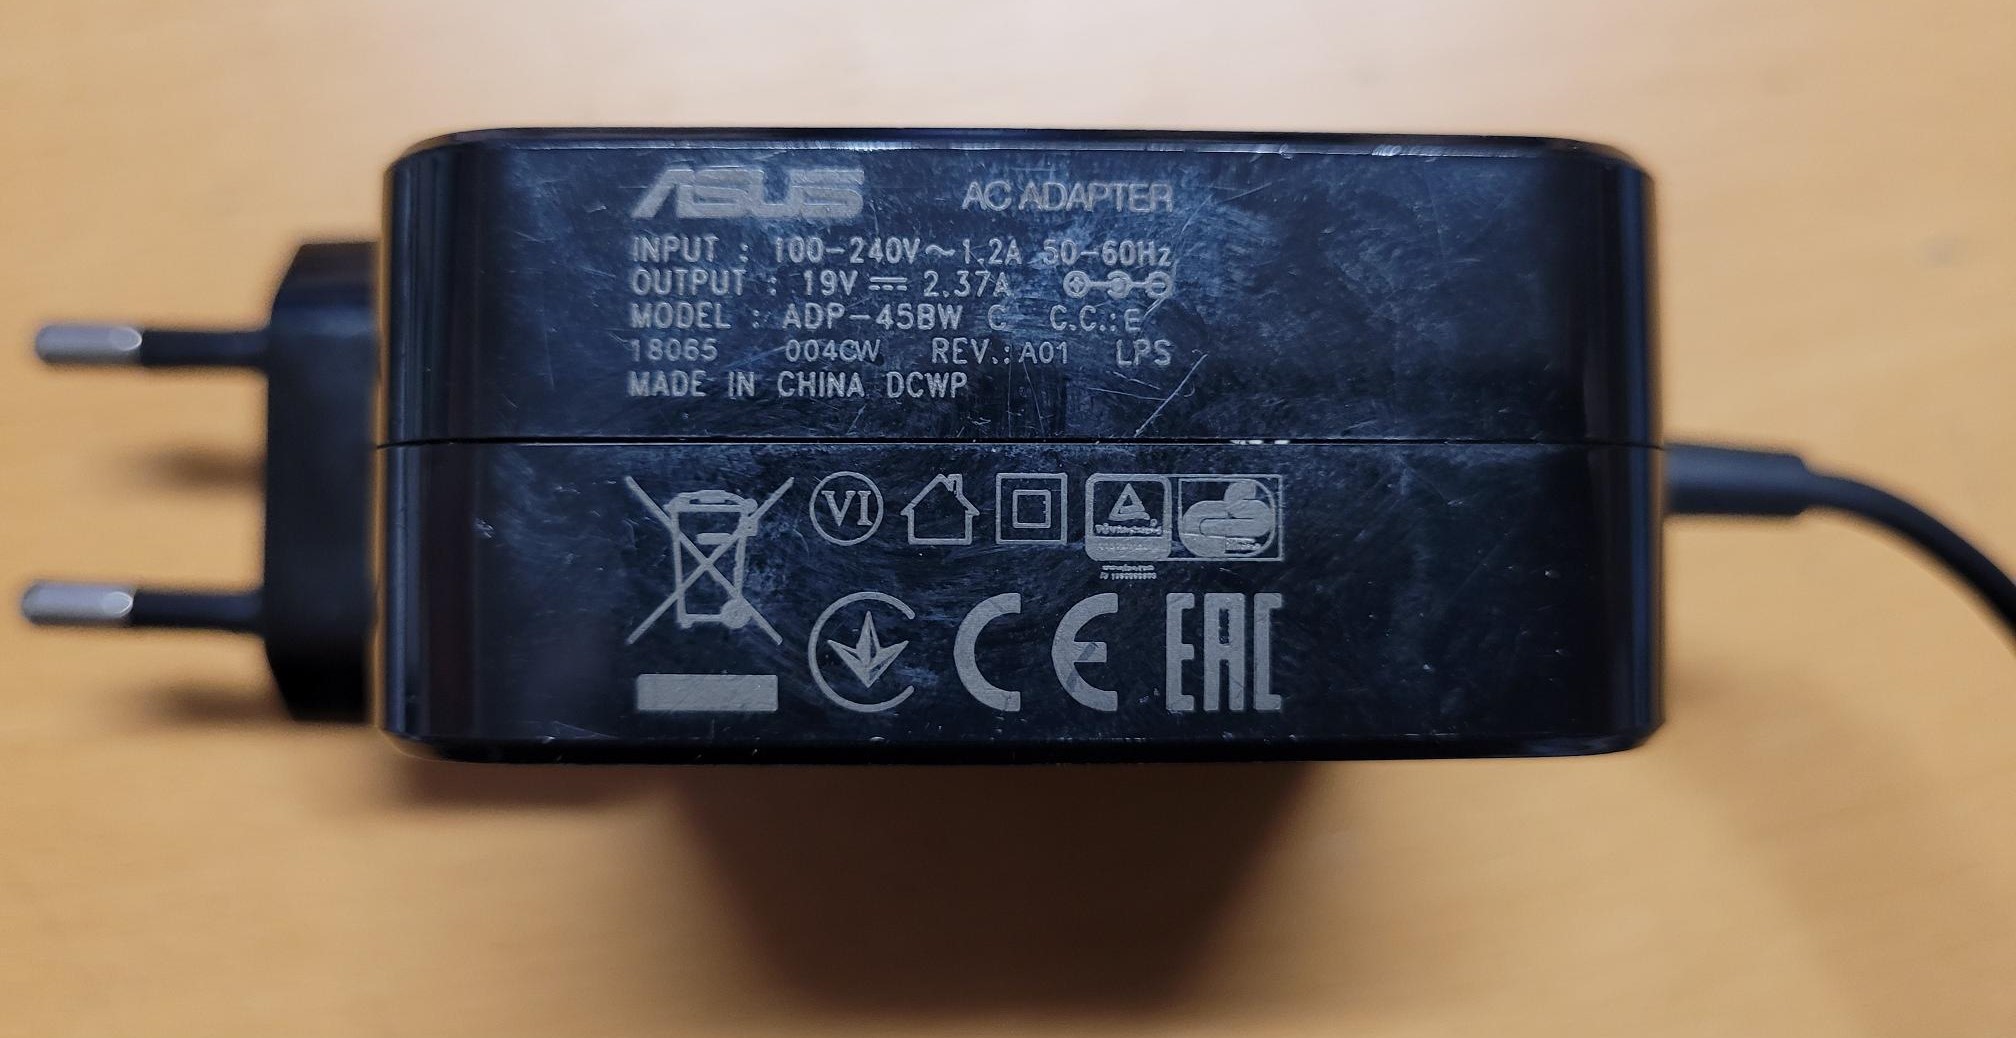 ASUS AC ADAPTER
INPUT : 100-240V~1.2A 50-60Hz
OUTPUT : 19V⎓2.37A
MODEL : ADP-45BW C C.C.:E
18065 004CW REV.:A01 LPS
MADE IN CHINA DCWP
VI
CE EAC